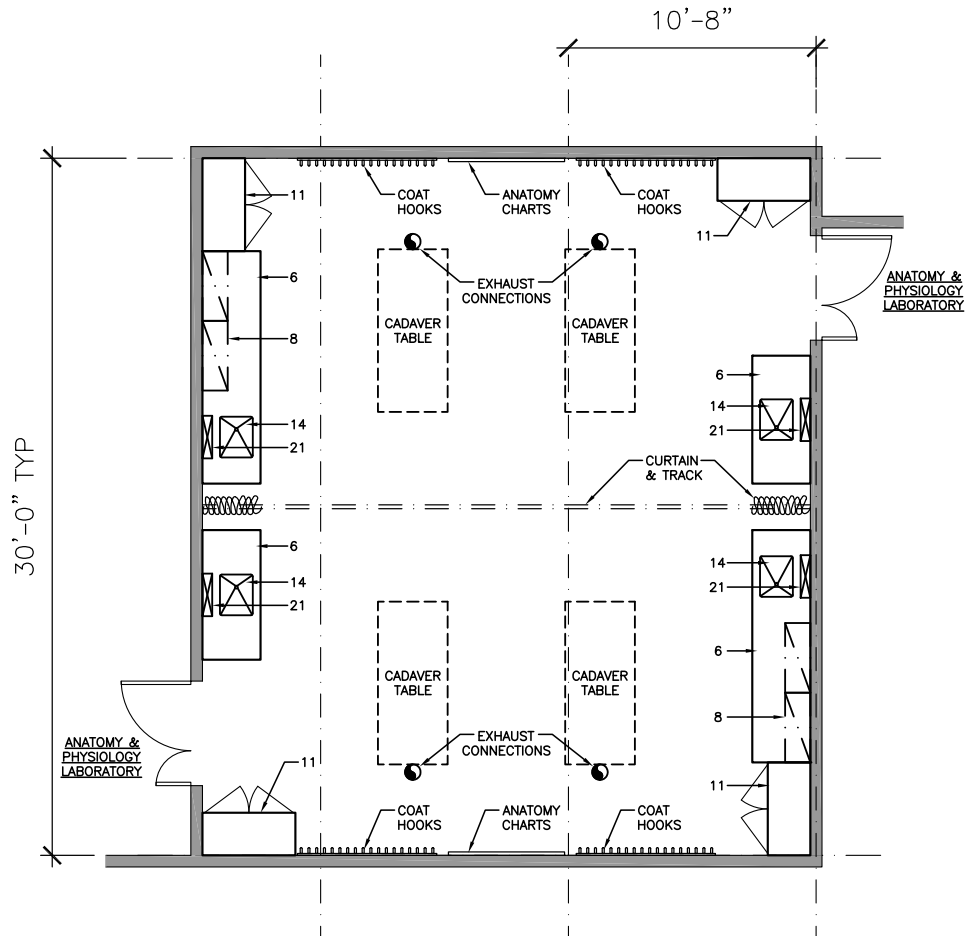 10'-8"
30'-0" TYP
11
COAT
HOOKS
ANATOMY
CHARTS
COAT
HOOKS
11
6
EXHAUST
CONNECTIONS
ANATOMY &
PHYSIOLOGY
LABORATORY
8
CADAVER
TABLE
CADAVER
TABLE
6
14
21
14
21
CURTAIN
& TRACK
6
14
21
14
21
6
CADAVER
TABLE
CADAVER
TABLE
8
ANATOMY &
PHYSIOLOGY
LABORATORY
EXHAUST
CONNECTIONS
11
11
COAT
HOOKS
ANATOMY
CHARTS
COAT
HOOKS